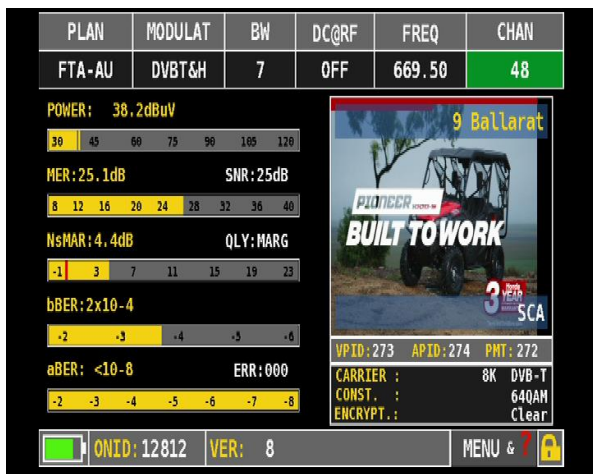 PLAN MODULAT BW DC@RF FREQ CHAN
FTA-AU DVBT&H 7 OFF 669.50 48
POWER: 38.2dBuV
30 45 60 75 90 105 120
MER:25.1dB SNR:25dB
8 12 16 20 24 28 32 36 40
NsMAR:4.4dB QLY:MARG
-1 3 7 11 15 19 23
bBER:2x10-4
-2 -3 -4 -5 -6
aBER: <10-8 ERR:000
-2 -3 -4 -5 -6 -7 -8
9 Ballarat
PIONEER 1000-5
BUILT TO WORK
3 Honda
YEAR
SCA
VPID:273 APID:274 PMT:272
CARRIER : 8K DVB-T
CONST. : 64QAM
ENCRYPT.: Clear
ONID:12812 VER: 8 MENU & ?